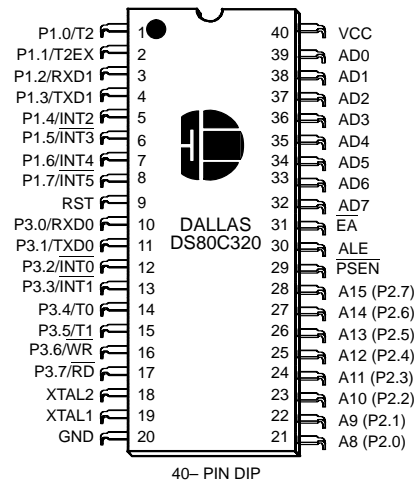 P1.0/T2 1 40 VCC
P1.1/T2EX 2 39 AD0
P1.2/RXD1 3 38 AD1
P1.3/TXD1 4 37 AD2
P1.4/INT2 5 36 AD3
P1.5/INT3 6 35 AD4
P1.6/INT4 7 34 AD5
P1.7/INT5 8 33 AD6
RST 9 32 AD7
P3.0/RXD0 10 DALLAS 31 EA
P3.1/TXD0 11 DS80C320 30 ALE
P3.2/INT0 12 29 PSEN
P3.3/INT1 13 28 A15 (P2.7)
P3.4/T0 14 27 A14 (P2.6)
P3.5/T1 15 26 A13 (P2.5)
P3.6/WR 16 25 A12 (P2.4)
P3.7/RD 17 24 A11 (P2.3)
XTAL2 18 23 A10 (P2.2)
XTAL1 19 22 A9 (P2.1)
GND 20 21 A8 (P2.0)
40– PIN DIP